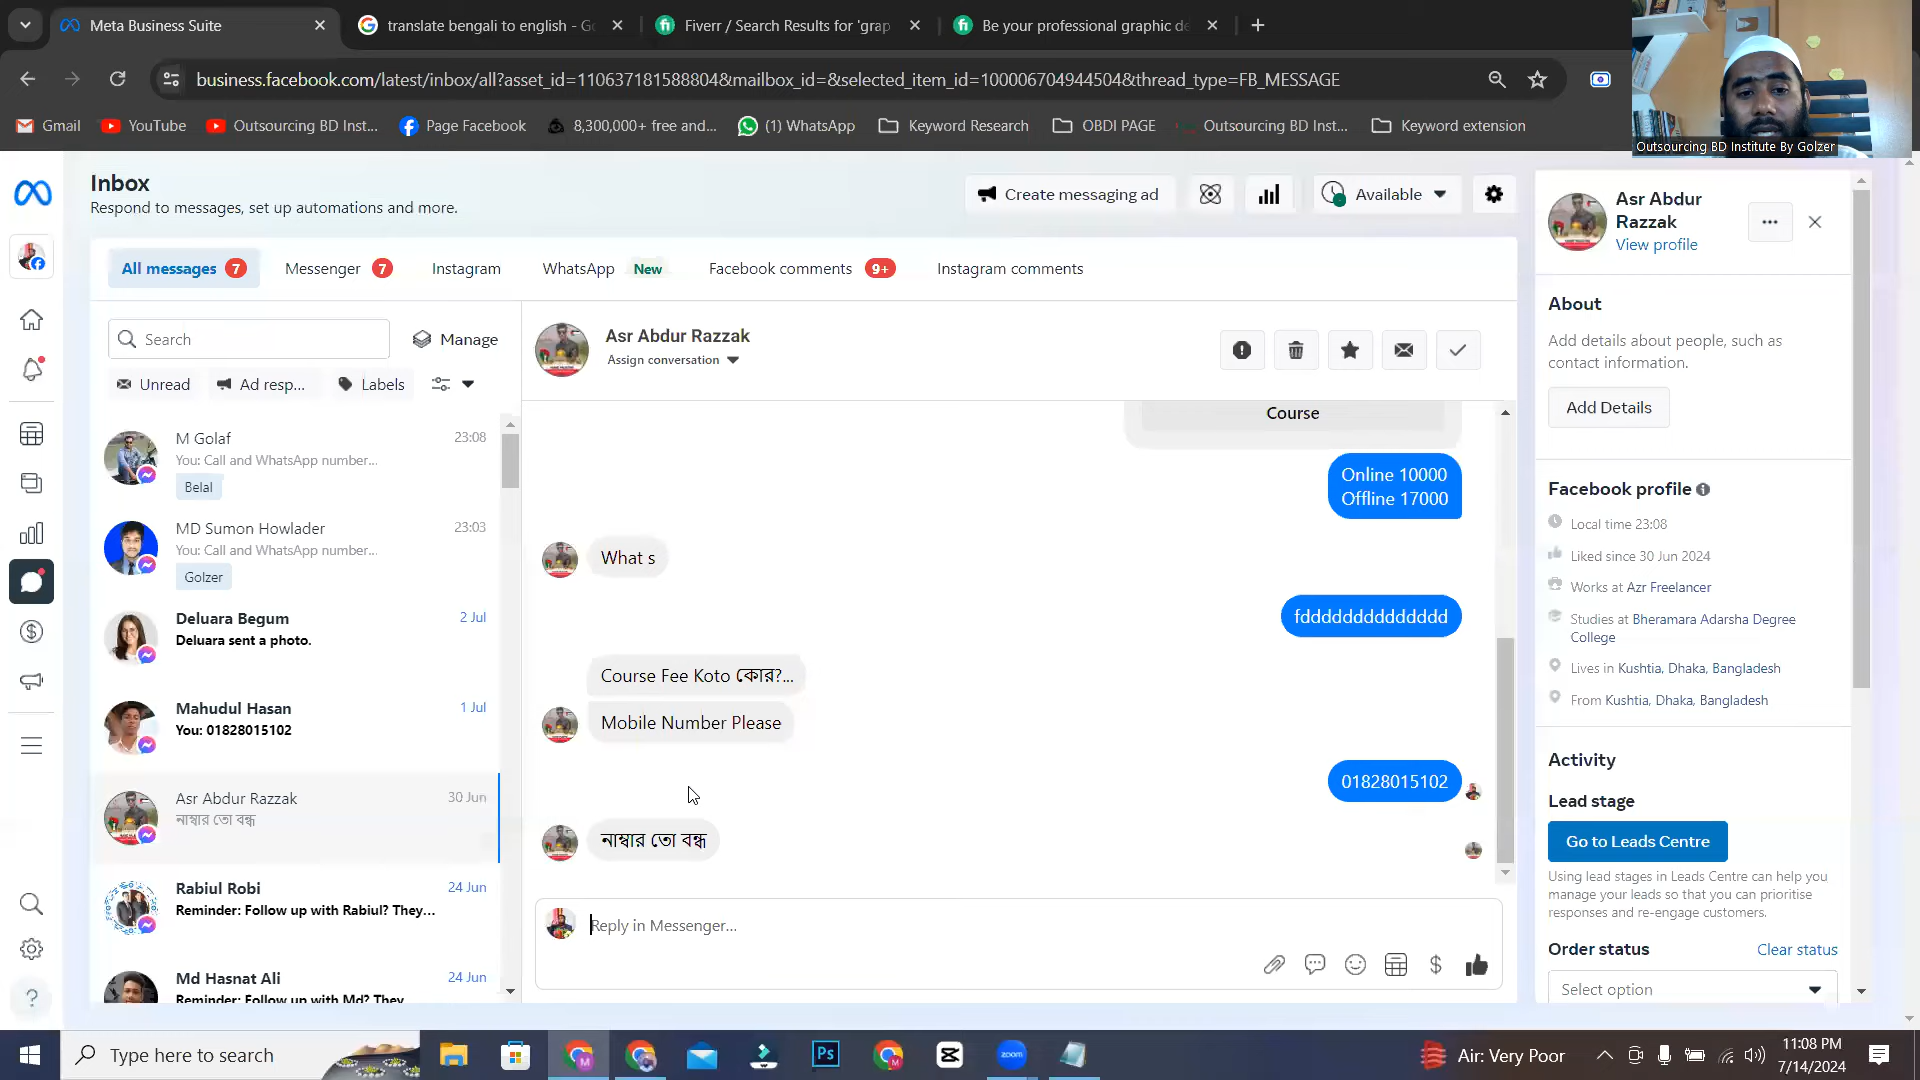 Meta Business Suite
translate bengali to english - Go
Fiverr / Search Results for 'grap
Be your professional graphic de
business.facebook.com/latest/inbox/all?asset_id=110637181588804&mailbox_id=&selected_item_id=100006704944504&thread_type=FB_MESSAGE
Gmail
YouTube
Outsourcing BD Inst...
Page Facebook
8,300,000+ free and...
(1) WhatsApp
Keyword Research
OBDI PAGE
Outsourcing BD Inst...
Keyword extension
Outsourcing BD Institute By Golzer
Inbox
Respond to messages, set up automations and more.
Create messaging ad
Available
All messages 7
Messenger 7
Instagram
WhatsApp New
Facebook comments 9+
Instagram comments
Search
Manage
Unread
Ad resp...
Labels
M Golaf 23:08
You: Call and WhatsApp number...
Belal
MD Sumon Howlader 23:03
You: Call and WhatsApp number...
Golzer
Deluara Begum 2 Jul
Deluara sent a photo.
Mahudul Hasan 1 Jul
You: 01828015102
Asr Abdur Razzak 30 Jun
নাম্বার তো বন্ধ
Rabiul Robi 24 Jun
Reminder: Follow up with Rabiul? They...
Md Hasnat Ali 24 Jun
Reminder: Follow up with Md? They
Asr Abdur Razzak
Assign conversation
Course
Online 10000
Offline 17000
What s
fdddddddddddddd
Course Fee Koto কোর?...
Mobile Number Please
01828015102
নাম্বার তো বন্ধ
Reply in Messenger...
Asr Abdur
Razzak
View profile
About
Add details about people, such as
contact information.
Add Details
Facebook profile
Local time 23:08
Liked since 30 Jun 2024
Works at Azr Freelancer
Studies at Bheramara Adarsha Degree
College
Lives in Kushtia, Dhaka, Bangladesh
From Kushtia, Dhaka, Bangladesh
Activity
Lead stage
Go to Leads Centre
Using lead stages in Leads Centre can help you
manage your leads so that you can prioritise
responses and re-engage customers.
Order status
Clear status
Select option
Type here to search
Ps
zoom
Air: Very Poor
11:08 PM
7/14/2024